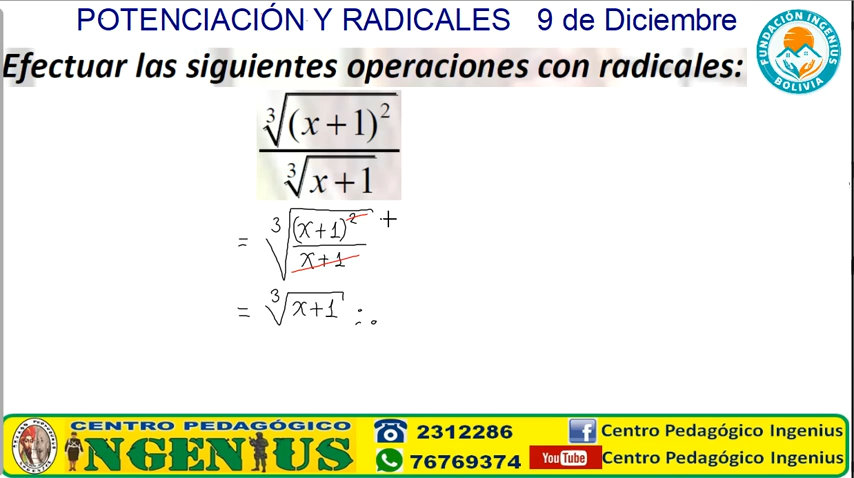 POTENCIACIÓN Y RADICALES 9 de Diciembre
FUNDACIÓN INGENIUS
BOLIVIA
Efectuar las siguientes operaciones con radicales:
∛(x+1)²
∛x+1
= ∛(x+1)² +
x+1
= ∛x+1 ∴
CENTRO PEDAGÓGICO
INGENIUS
2312286
76769374
Centro Pedagógico Ingenius
YouTube Centro Pedagógico Ingenius